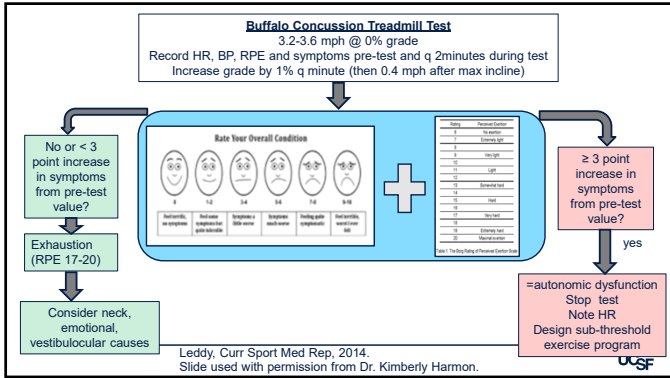 Buffalo Concussion Treadmill Test
3.2-3.6 mph @ 0% grade
Record HR, BP, RPE and symptoms pre-test and q 2minutes during test
Increase grade by 1% q minute (then 0.4 mph after max incline)
No or < 3
point increase
in symptoms
from pre-test
value?
Exhaustion
(RPE 17-20)
Consider neck,
emotional,
vestibulocular causes
Rate Your Overall Condition
0
1-2
3-4
5-6
7-8
9-10
Feel terrific,
no symptoms
Feel some
symptoms but
quite tolerable
Symptoms a
little worse
Symptoms
much worse
Feeling quite
symptomatic
Feel terrible,
worst I ever
felt
Rating Perceived Exertion
6 No exertion
7 Extremely light
8
9 Very light
10
11 Light
12
13 Somewhat hard
14
15 Hard
16
17 Very hard
18
19 Extremely hard
20 Maximal exertion
Table 1. The Borg Rating of Perceived Exertion Scale
≥ 3 point
increase in
symptoms
from pre-test
value?
yes
=autonomic dysfunction
Stop test
Note HR
Design sub-threshold
exercise program
Leddy, Curr Sport Med Rep, 2014.
Slide used with permission from Dr. Kimberly Harmon.
UCSF